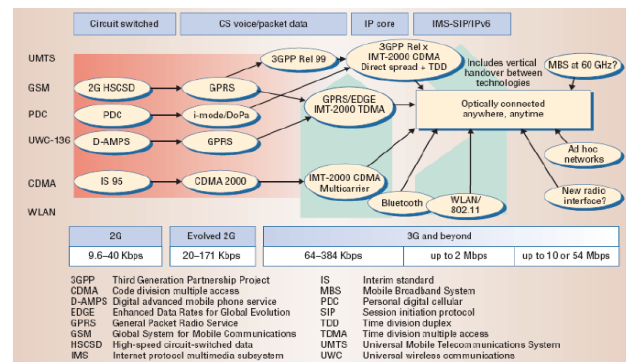 Circuit switched
CS voice/packet data
IP core
IMS-SIP/IPv6
UMTS
GSM
PDC
UWC-136
CDMA
WLAN
3GPP Rel 99
3GPP Rel x
IMT-2000 CDMA
Direct spread + TDD
Includes vertical
handover between
technologies
MBS at 60 GHz?
2G HSCSD
GPRS
GPRS/EDGE
IMT-2000 TDMA
Optically connected
anywhere, anytime
PDC
i-mode/DoPa
D-AMPS
GPRS
Ad hoc
networks
IS 95
CDMA 2000
IMT-2000 CDMA
Multicarrier
Bluetooth
WLAN/
802.11
New radio
interface?
2G
Evolved 2G
3G and beyond
9.6–40 Kbps
20–171 Kbps
64–384 Kbps
up to 2 Mbps
up to 10 or 54 Mbps
3GPP Third Generation Partnership Project
CDMA Code division multiple access
D-AMPS Digital advanced mobile phone service
EDGE Enhanced Data Rates for Global Evolution
GPRS General Packet Radio Service
GSM Global System for Mobile Communications
HSCSD High-speed circuit-switched data
IMS Internet protocol multimedia subsystem
IS Interim standard
MBS Mobile Broadband System
PDC Personal digital cellular
SIP Session initiation protocol
TDD Time division duplex
TDMA Time division multiple access
UMTS Universal Mobile Telecommunications System
UWC Universal wireless communications